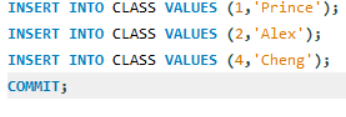 INSERT INTO CLASS VALUES (1,'Prince');
INSERT INTO CLASS VALUES (2,'Alex');
INSERT INTO CLASS VALUES (4,'Cheng');
COMMIT;